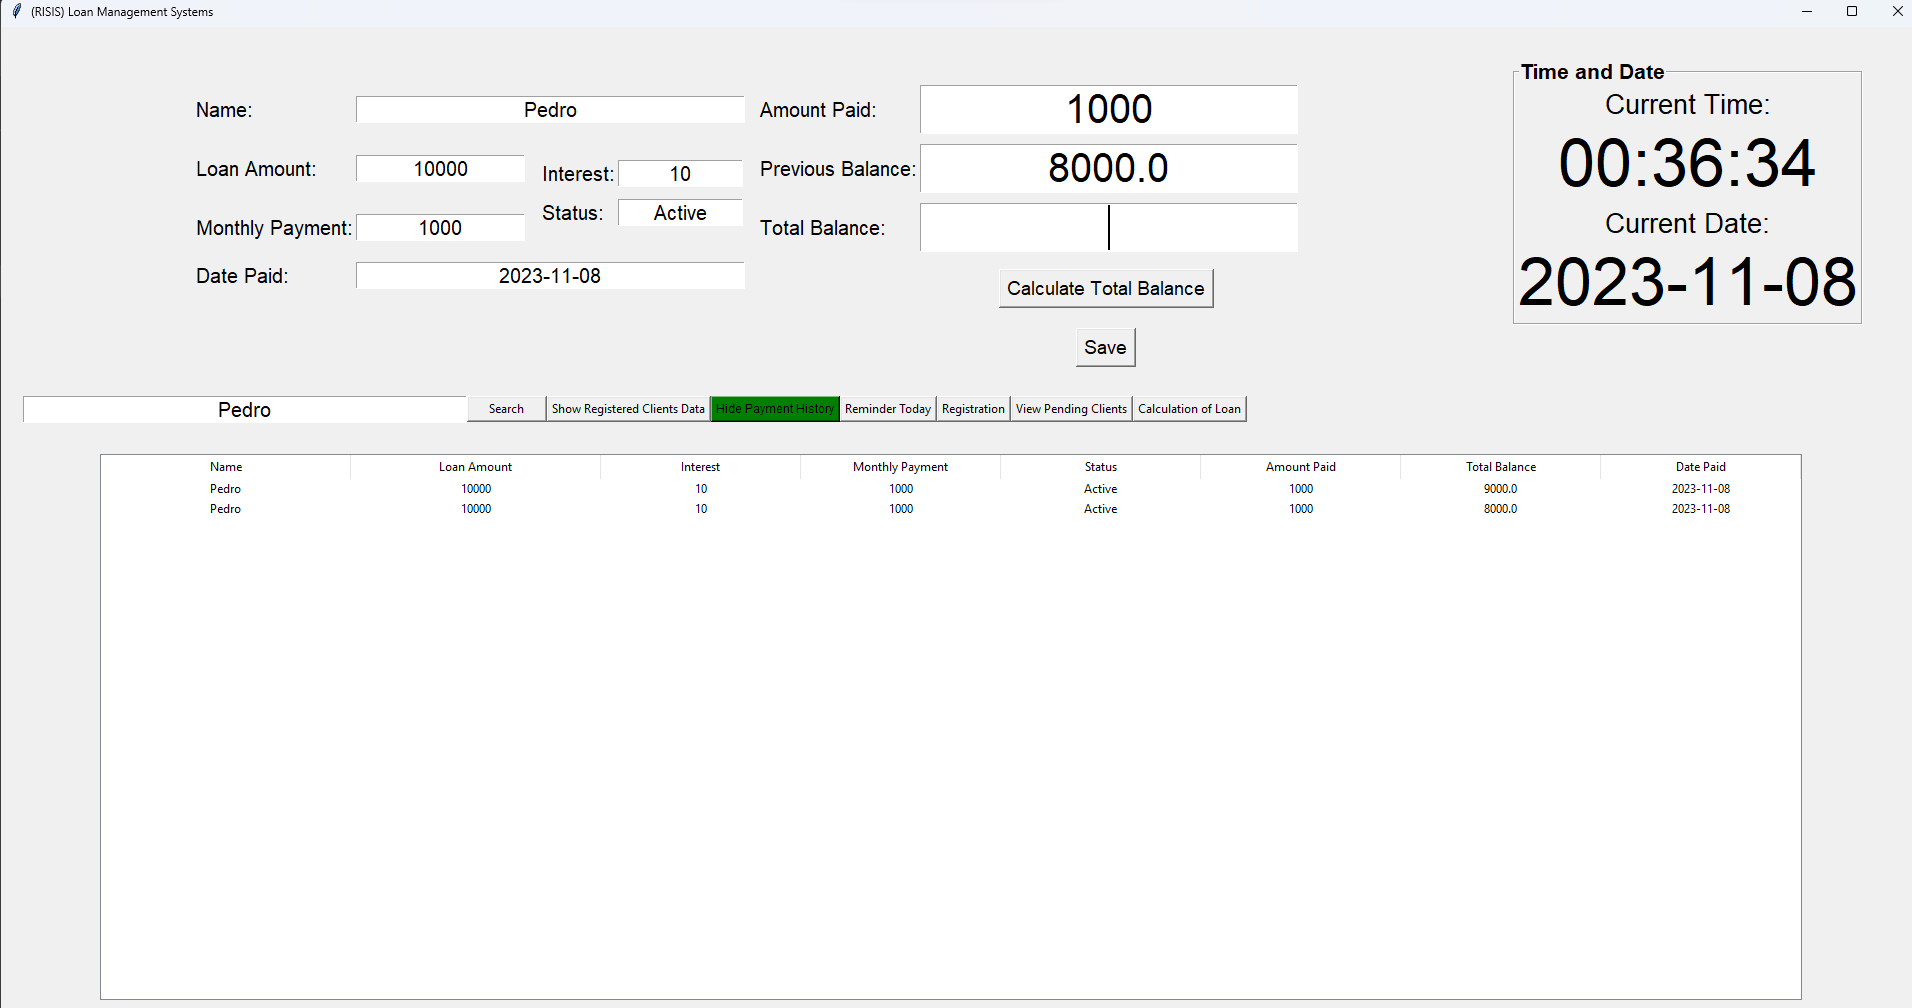 (RISIS) Loan Management Systems
Name: Pedro
Loan Amount: 10000
Interest: 10
Status: Active
Monthly Payment: 1000
Date Paid: 2023-11-08
Amount Paid: 1000
Previous Balance: 8000.0
Total Balance:
Calculate Total Balance
Save
Time and Date
Current Time:
00:36:34
Current Date:
2023-11-08
Pedro Search Show Registered Clients Data Hide Payment History Reminder Today Registration View Pending Clients Calculation of Loan
Name Loan Amount Interest Monthly Payment Status Amount Paid Total Balance Date Paid
Pedro 10000 10 1000 Active 1000 9000.0 2023-11-08
Pedro 10000 10 1000 Active 1000 8000.0 2023-11-08